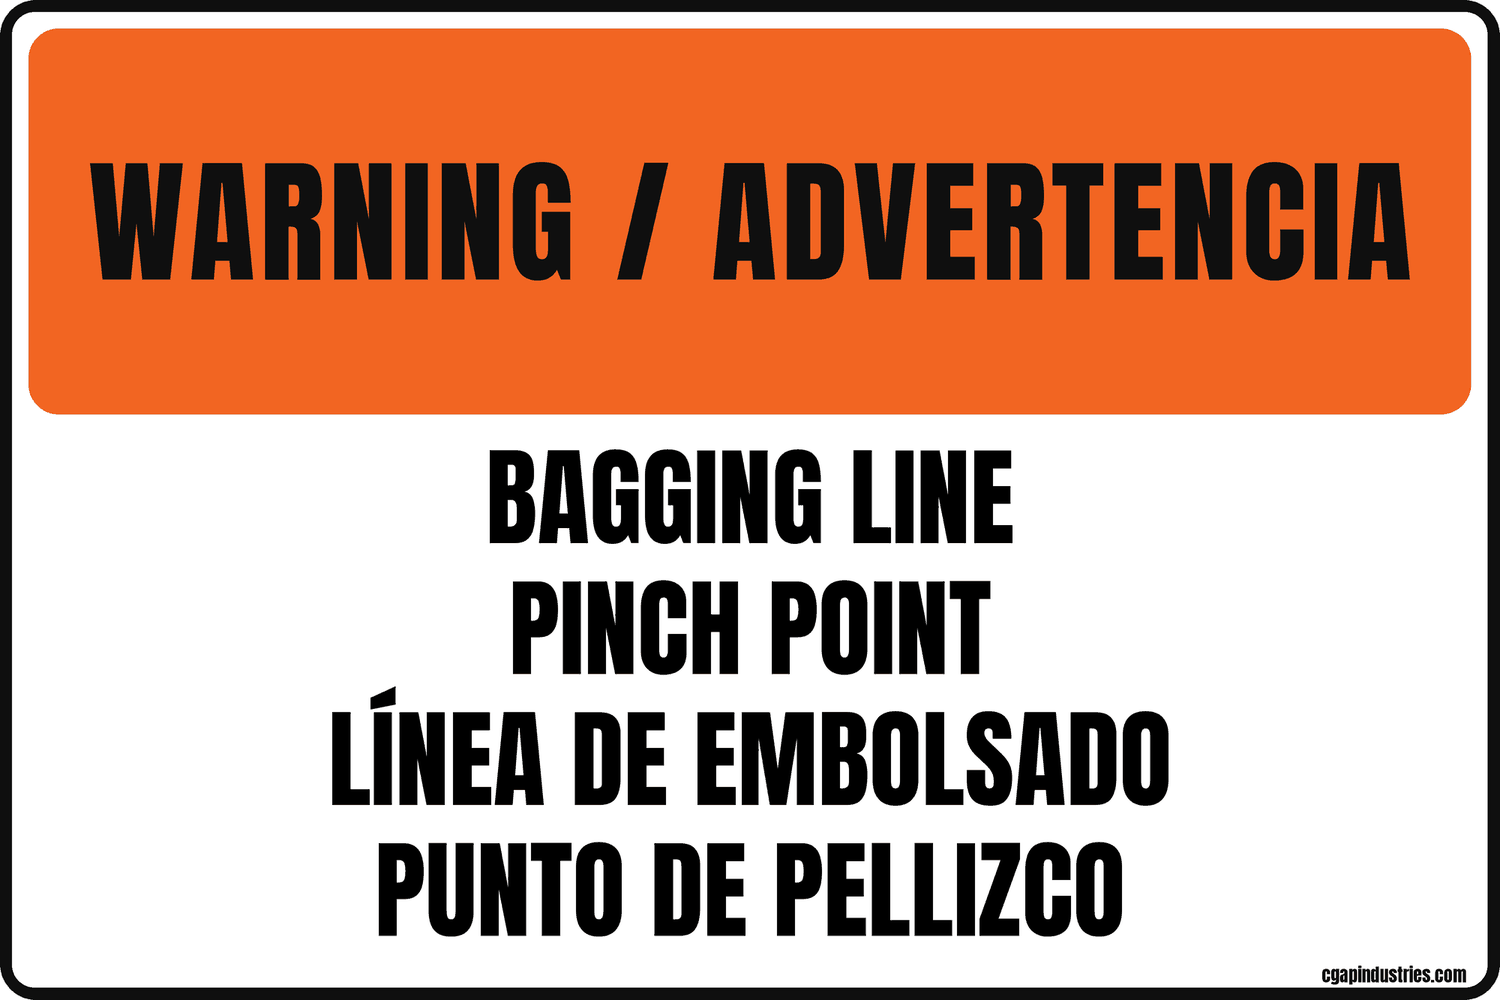 WARNING / ADVERTENCIA
BAGGING LINE
PINCH POINT
LÍNEA DE EMBOLSADO
PUNTO DE PELLIZCO
cgapindustries.com